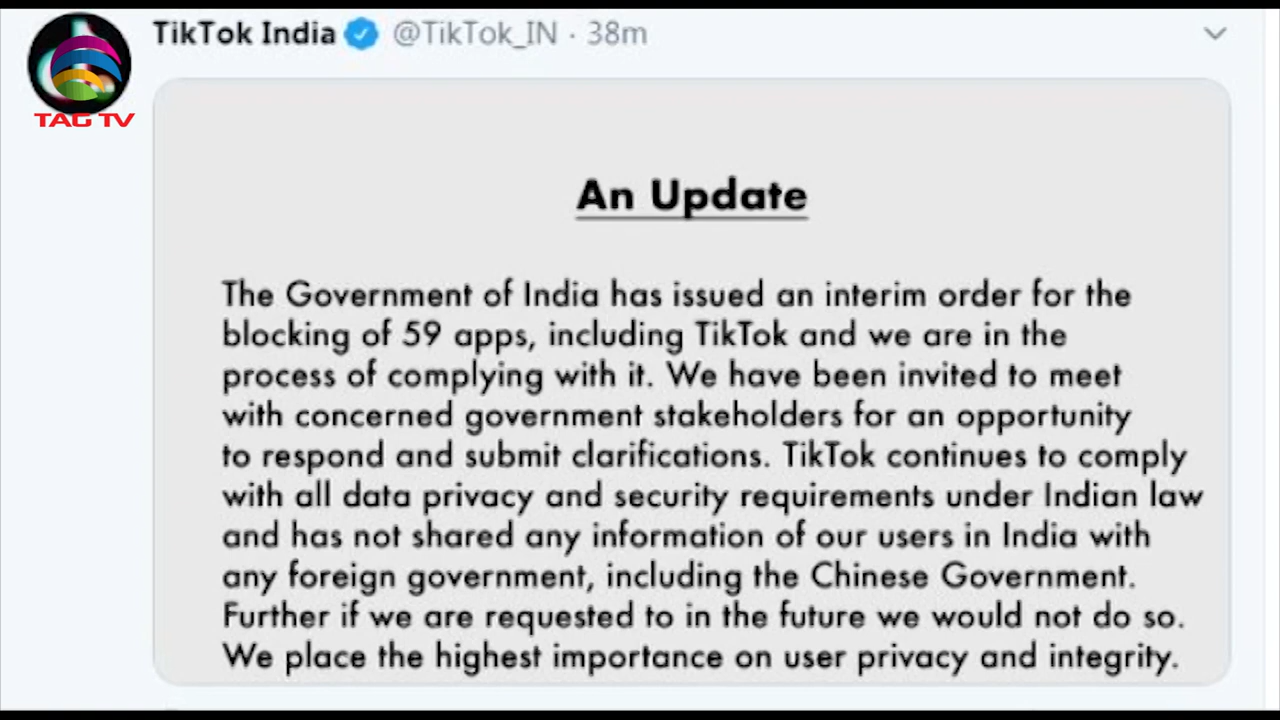 TikTok India @TikTok_IN · 38m
TAG TV
An Update
The Government of India has issued an interim order for the
blocking of 59 apps, including TikTok and we are in the
process of complying with it. We have been invited to meet
with concerned government stakeholders for an opportunity
to respond and submit clarifications. TikTok continues to comply
with all data privacy and security requirements under Indian law
and has not shared any information of our users in India with
any foreign government, including the Chinese Government.
Further if we are requested to in the future we would not do so.
We place the highest importance on user privacy and integrity.